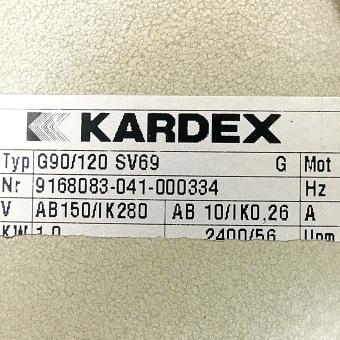 KARDEX
Typ G90/120 SV69 G Mot
Nr 9168083-041-000334 Hz
V AB150/IK280 AB 10/IK0,26 A
KW 1,0 2400/56 Upm